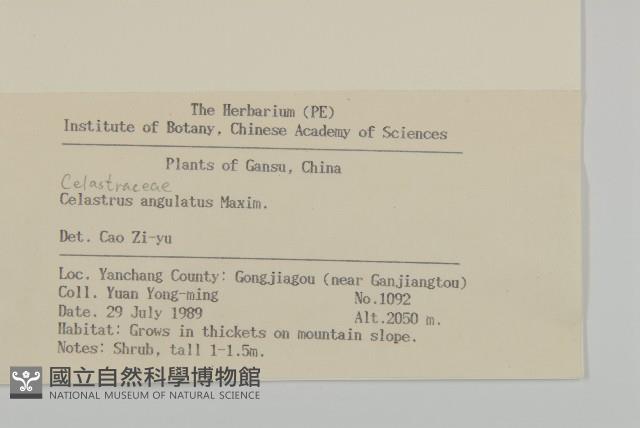 The Herbarium (PE)
Institute of Botany, Chinese Academy of Sciences
Plants of Gansu, China
Celastraceae
Celastrus angulatus Maxim.
Det. Cao Zi-yu
Loc. Yanchang County: Gongjiagou (near Ganjiangtou)
Coll. Yuan Yong-ming No.1092
Date. 29 July 1989 Alt.2050 m.
Habitat: Grows in thickets on mountain slope.
Notes: Shrub, tall 1-1.5m.
國立自然科學博物館
NATIONAL MUSEUM OF NATURAL SCIENCE